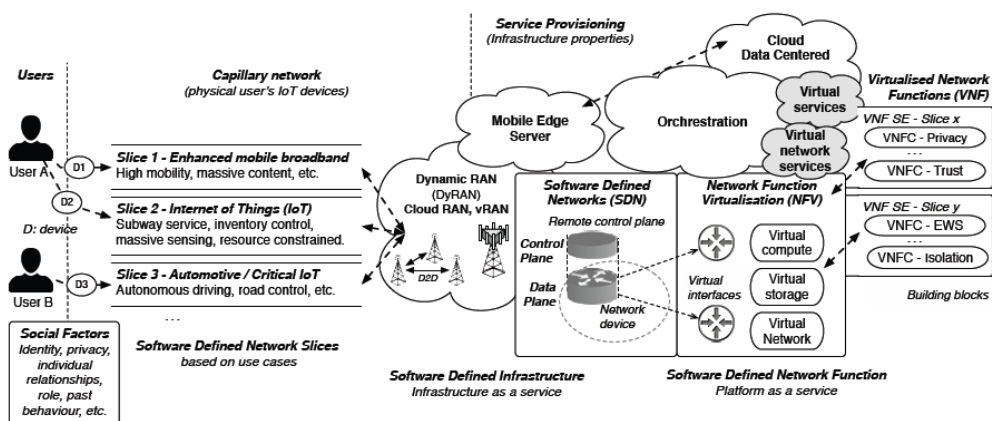 Users
User A
D: device
User B
Social Factors
Identity, privacy,
individual
relationships,
role, past
behaviour, etc.
D1
D2
D3
Capillary network
(physical user's IoT devices)
Slice 1 - Enhanced mobile broadband
High mobility, massive content, etc.
Slice 2 - Internet of Things (IoT)
Subway service, inventory control,
massive sensing, resource constrained.
Slice 3 - Automotive / Critical IoT
Autonomous driving, road control, etc.
...
Software Defined Network Slices
based on use cases
Service Provisioning
(Infrastructure properties)
Mobile Edge
Server
Dynamic RAN
(DyRAN)
Cloud RAN, vRAN
D2D
Cloud
Data Centered
Orchestration
Virtual
services
Virtual
network
services
Software Defined
Networks (SDN)
Remote control plane
Control
Plane
Data
Plane
Network
device
Software Defined Infrastructure
Infrastructure as a service
Network Function
Virtualisation (NFV)
Virtual
interfaces
Virtual
compute
Virtual
storage
Virtual
Network
Software Defined Network Function
Platform as a service
Virtualised Network
Functions (VNF)
VNF SE - Slice x
VNFC - Privacy
...
VNFC - Trust
VNF SE - Slice y
VNFC - EWS
...
VNFC - Isolation
Building blocks